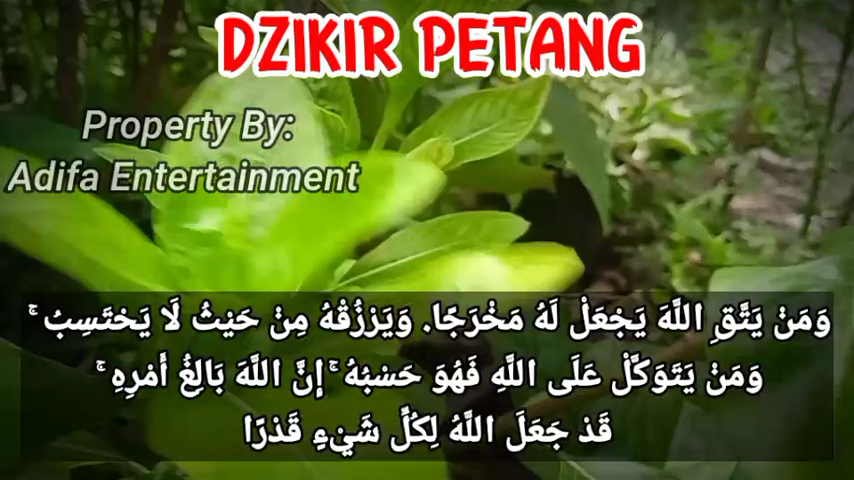 DZIKIR PETANG
Property By:
Adifa Entertainment
وَمَنْ يَتَّقِ اللَّهَ يَجْعَلْ لَهُ مَخْرَجًا. وَيَرْزُقْهُ مِنْ حَيْثُ لَا يَحْتَسِبُ ۚ
وَمَنْ يَتَوَكَّلْ عَلَى اللَّهِ فَهُوَ حَسْبُهُ ۚ إِنَّ اللَّهَ بَالِغُ أَمْرِهِ ۚ
قَدْ جَعَلَ اللَّهُ لِكُلِّ شَيْءٍ قَدْرًا